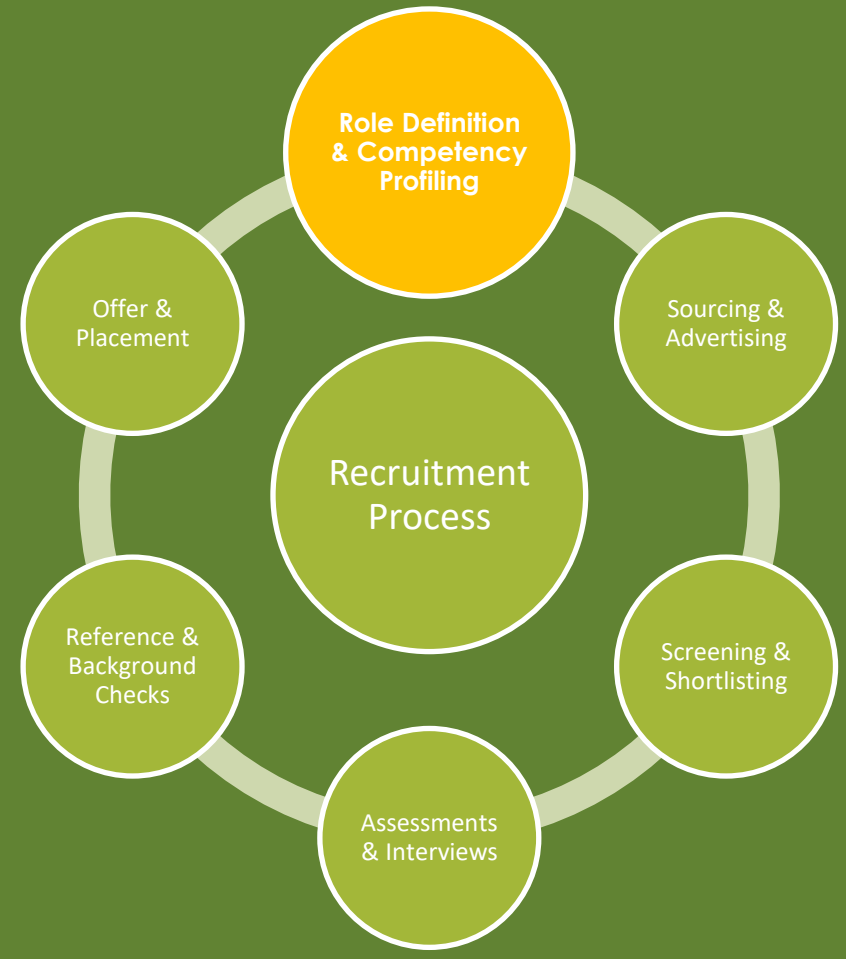 Role Definition
& Competency
Profiling
Sourcing &
Advertising
Screening &
Shortlisting
Assessments
& Interviews
Reference &
Background
Checks
Offer &
Placement
Recruitment
Process